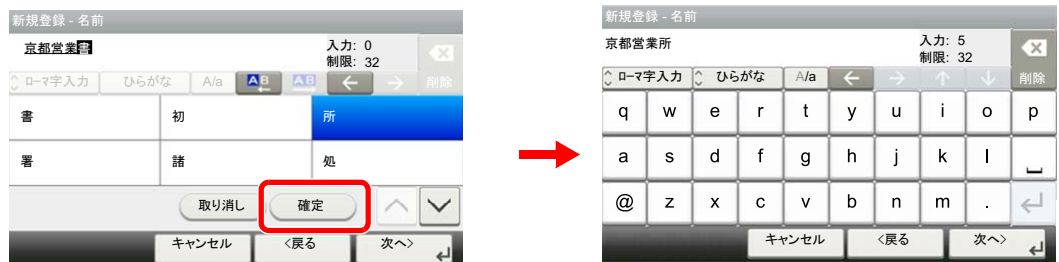 新規登録 - 名前
京都営業書
入力: 0
制限: 32
ローマ字入力 ひらがな A/a AB AB ← → 削除
書 初 所
署 諸 処
取り消し 確定
キャンセル <戻る 次へ>
新規登録 - 名前
京都営業所
入力: 5
制限: 32
ローマ字入力 ひらがな A/a ← → ↑ ↓ 削除
q w e r t y u i o p
a s d f g h j k l
@ z x c v b n m .
キャンセル <戻る 次へ>